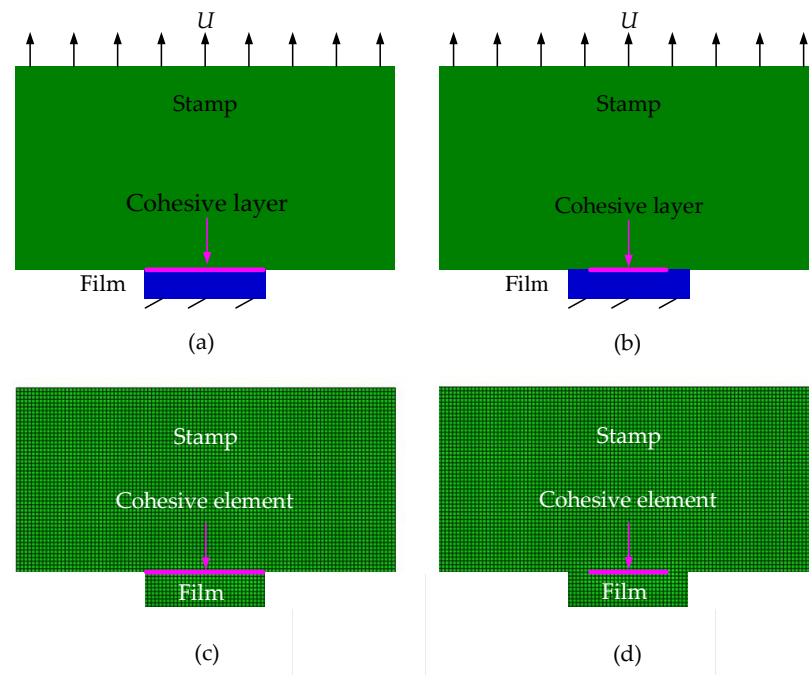 U
Stamp
Cohesive layer
Film
(a)
U
Stamp
Cohesive layer
Film
(b)
Stamp
Cohesive element
Film
(c)
Stamp
Cohesive element
Film
(d)